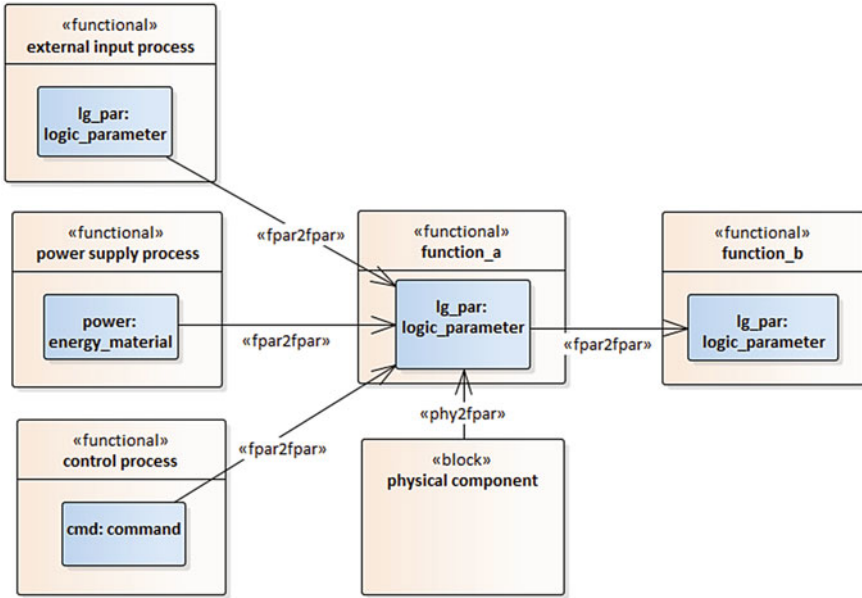 «functional»
external input process
lg_par:
logic_parameter
«fpar2fpar»
«functional»
power supply process
power:
energy_material
«fpar2fpar»
«functional»
function_a
lg_par:
logic_parameter
«fpar2fpar»
«functional»
function_b
lg_par:
logic_parameter
«functional»
control process
cmd: command
«fpar2fpar»
«phy2fpar»
«block»
physical component